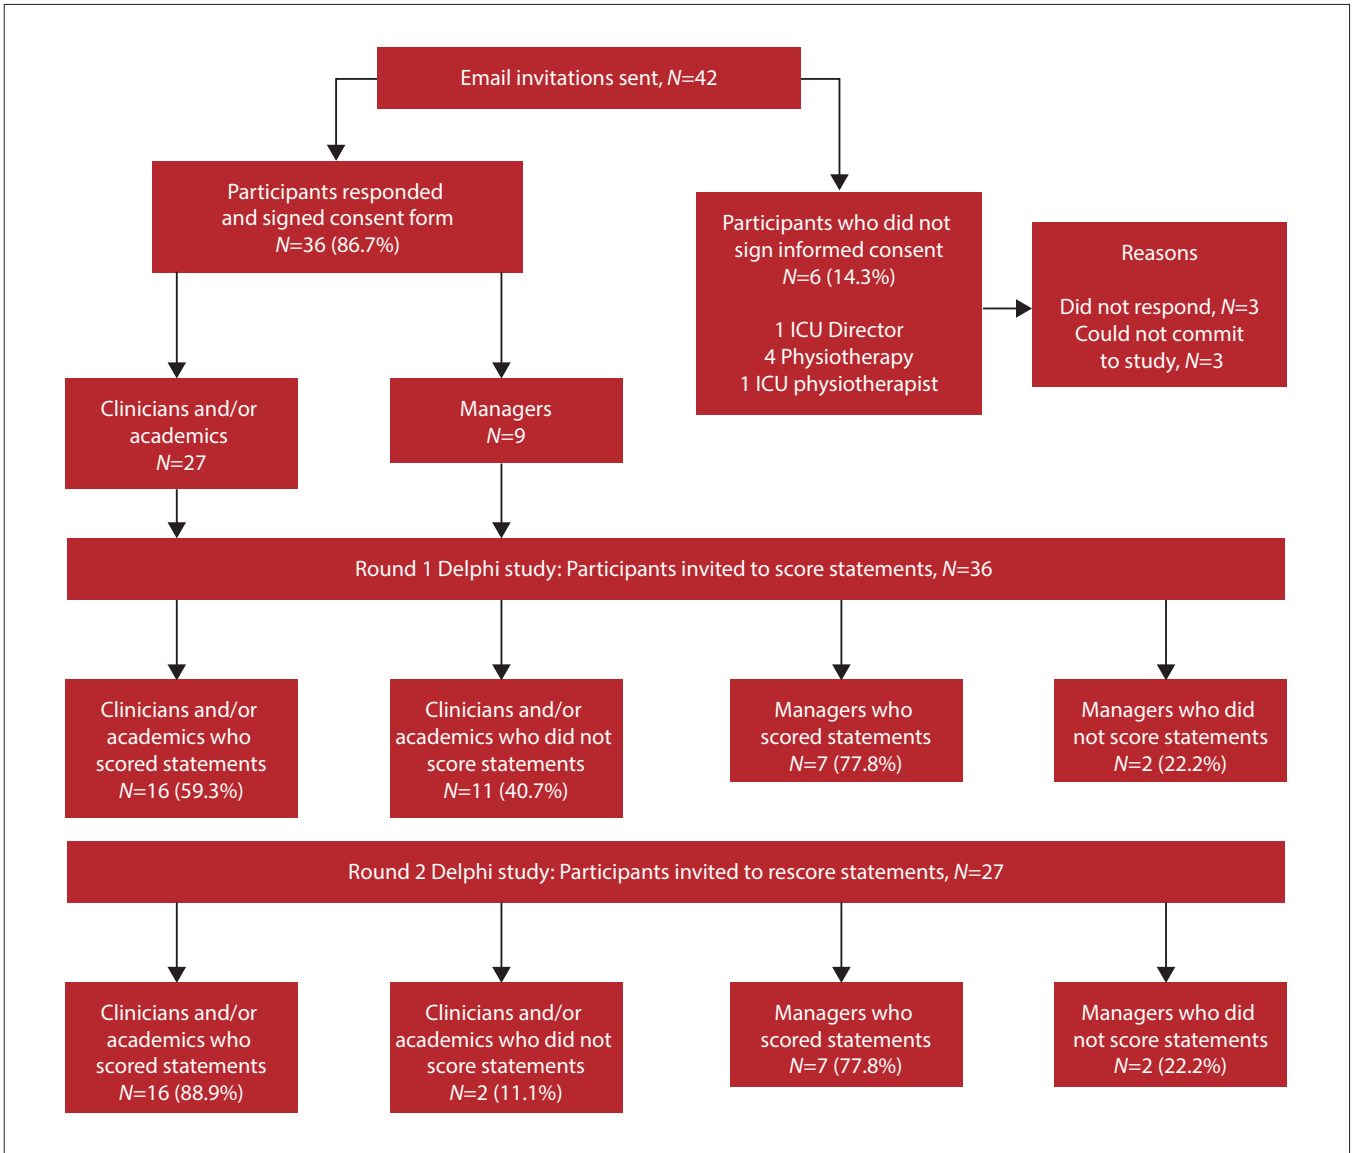 Email invitations sent, N=42
Participants responded
and signed consent form
N=36 (86.7%)
Participants who did not
sign informed consent
N=6 (14.3%)
1 ICU Director
4 Physiotherapy
1 ICU physiotherapist
Reasons
Did not respond, N=3
Could not commit
to study, N=3
Clinicians and/or
academics
N=27
Managers
N=9
Round 1 Delphi study: Participants invited to score statements, N=36
Clinicians and/or
academics who
scored statements
N=16 (59.3%)
Clinicians and/or
academics who did not
score statements
N=11 (40.7%)
Managers who
scored statements
N=7 (77.8%)
Managers who did
not score statements
N=2 (22.2%)
Round 2 Delphi study: Participants invited to rescore statements, N=27
Clinicians and/or
academics who
scored statements
N=16 (88.9%)
Clinicians and/or
academics who did not
score statements
N=2 (11.1%)
Managers who
scored statements
N=7 (77.8%)
Managers who did
not score statements
N=2 (22.2%)